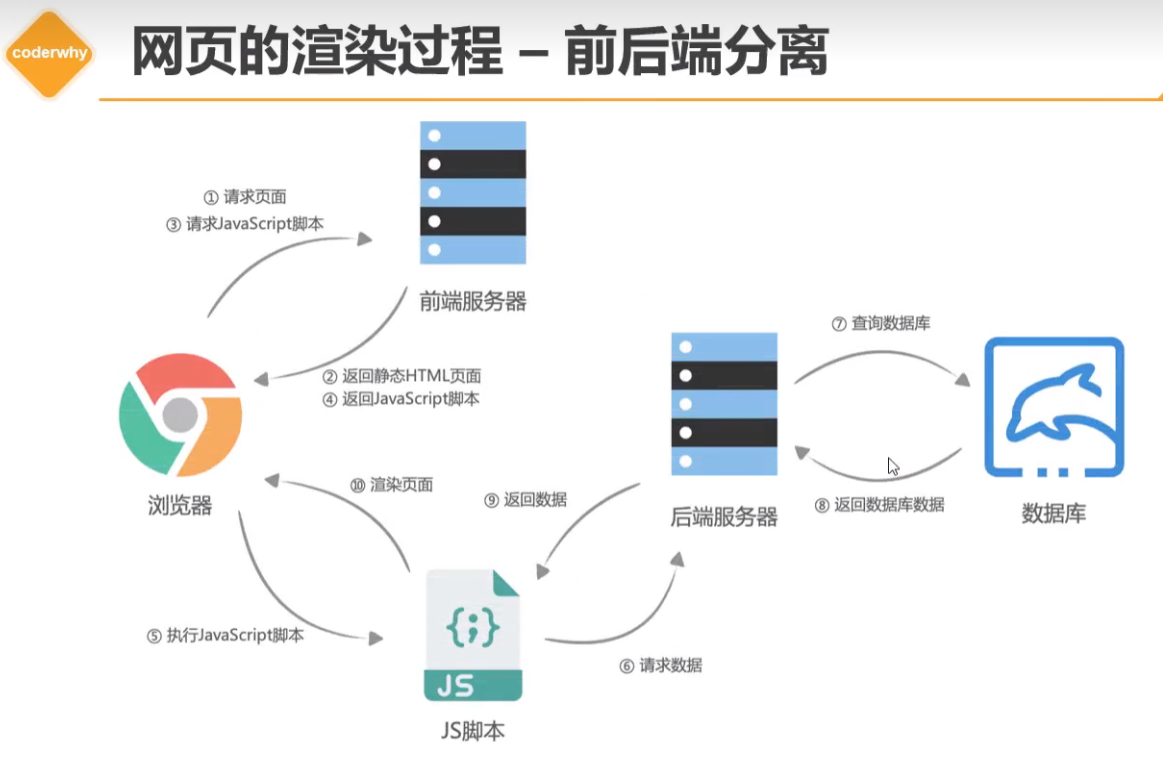 coderwhy
网页的渲染过程 – 前后端分离
① 请求页面
③ 请求JavaScript脚本
前端服务器
② 返回静态HTML页面
④ 返回JavaScript脚本
⑦ 查询数据库
⑩ 渲染页面
⑨ 返回数据
浏览器
后端服务器
⑧ 返回数据库数据
数据库
{;}
⑤ 执行JavaScript脚本
⑥ 请求数据
JS
JS脚本